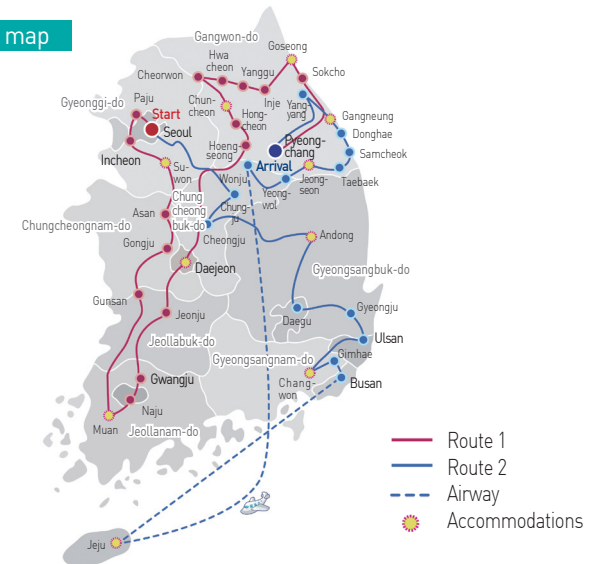 map
Gangwon-do
Goseong
Hwa
cheon
Cheorwon
Yanggu
Sokcho
Gyeonggi-do
Paju
Chun-
cheon
Inje
Yang-
yang
Start
Hong-
cheon
Gangneung
Seoul
Donghae
Pyeong-
chang
Incheon
Hoeng-
seong
Samcheok
Arrival
Su-
won
Wonju
Jeong-
seon
Taebaek
Yeong-
wol
Chung
cheong
buk-do
Chung-
ju
Asan
Chungcheongnam-do
Cheongju
Andong
Gongju
Daejeon
Gyeongsangbuk-do
Gunsan
Jeonju
Daegu
Gyeongju
Ulsan
Jeollabuk-do
Gyeongsangnam-do
Gimhae
Gwangju
Chang-
won
Busan
Naju
Muan
Jeollanam-do
Jeju
Route 1
Route 2
Airway
Accommodations